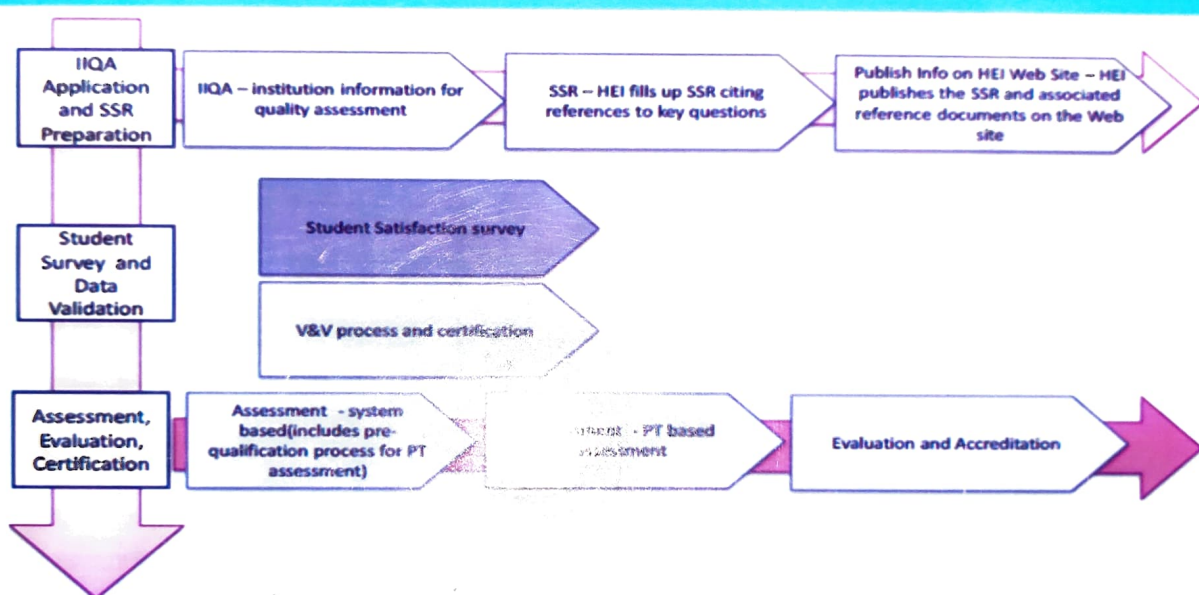 IIQA
Application
and SSR
Preparation
IIQA – institution information for
quality assessment
SSR – HEI fills up SSR citing
references to key questions
Publish Info on HEI Web Site – HEI
publishes the SSR and associated
reference documents on the Web
site
Student
Survey and
Data
Validation
Student Satisfaction survey
V&V process and certification
Assessment,
Evaluation,
Certification
Assessment - system
based(includes pre-
qualification process for PT
assessment)
- PT based
Evaluation and Accreditation